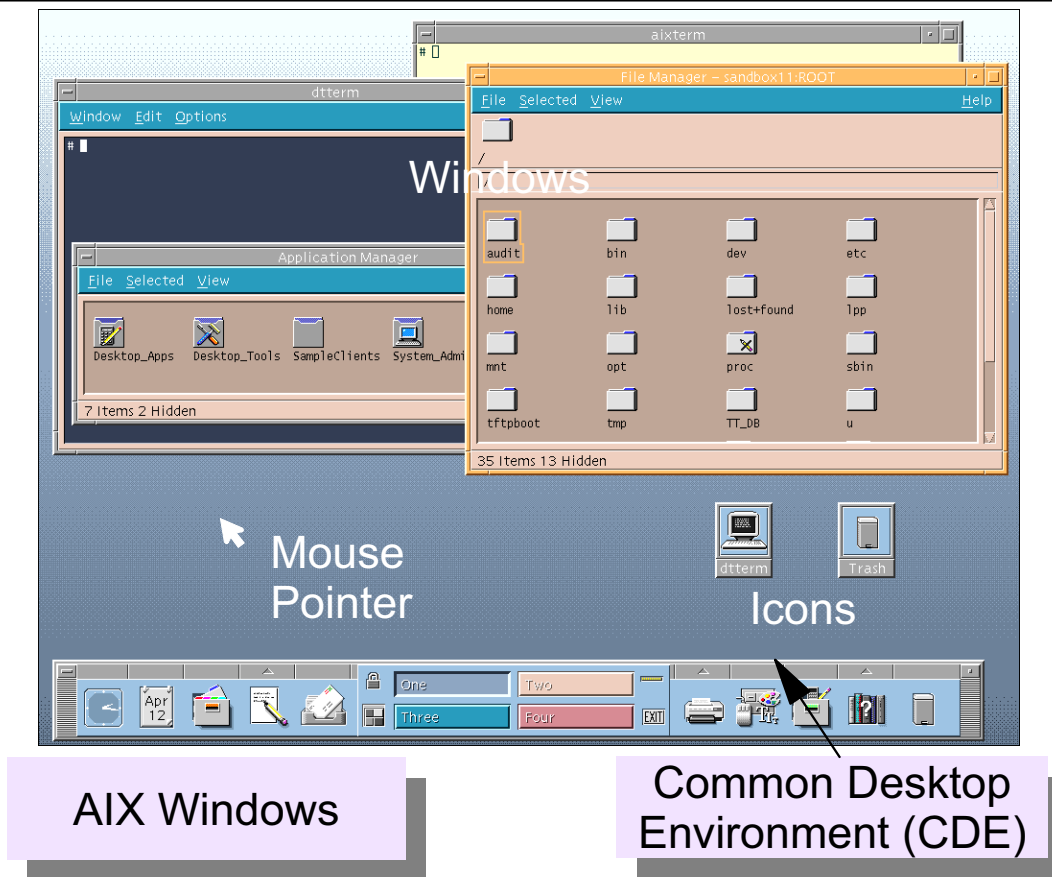 aixterm
#
File Manager - sandbox11:ROOT
File Selected View Help
/
/
dtterm
Window Edit Options
#
Windows
audit bin dev etc
home lib lost+found lpp
mnt opt proc sbin
tftpboot tmp TT_DB u
35 Items 13 Hidden
Application Manager
File Selected View
Desktop_Apps Desktop_Tools SampleClients System_Admi
7 Items 2 Hidden
Mouse
Pointer
dtterm Trash
Icons
Apr
12
One Two
Three Four
EXIT
AIX Windows
Common Desktop
Environment (CDE)